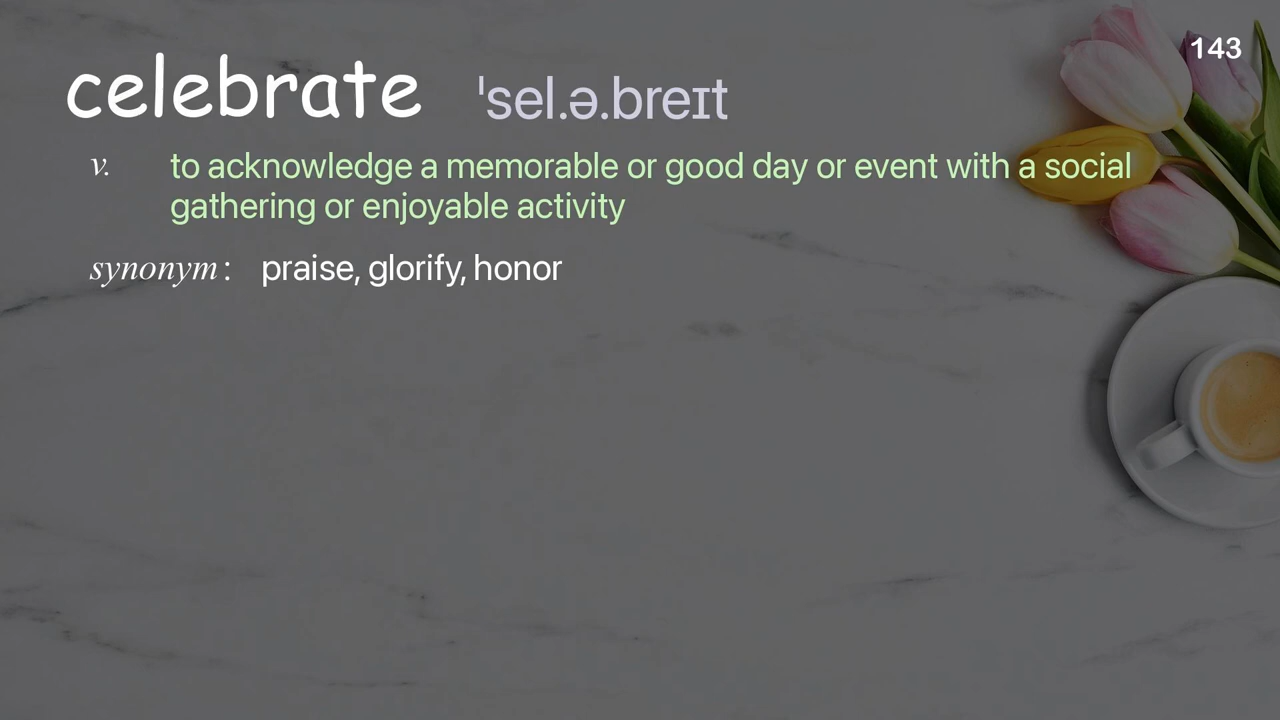 143
celebrate ˈsel.ə.breɪt
v. to acknowledge a memorable or good day or event with a social
gathering or enjoyable activity
synonym : praise, glorify, honor